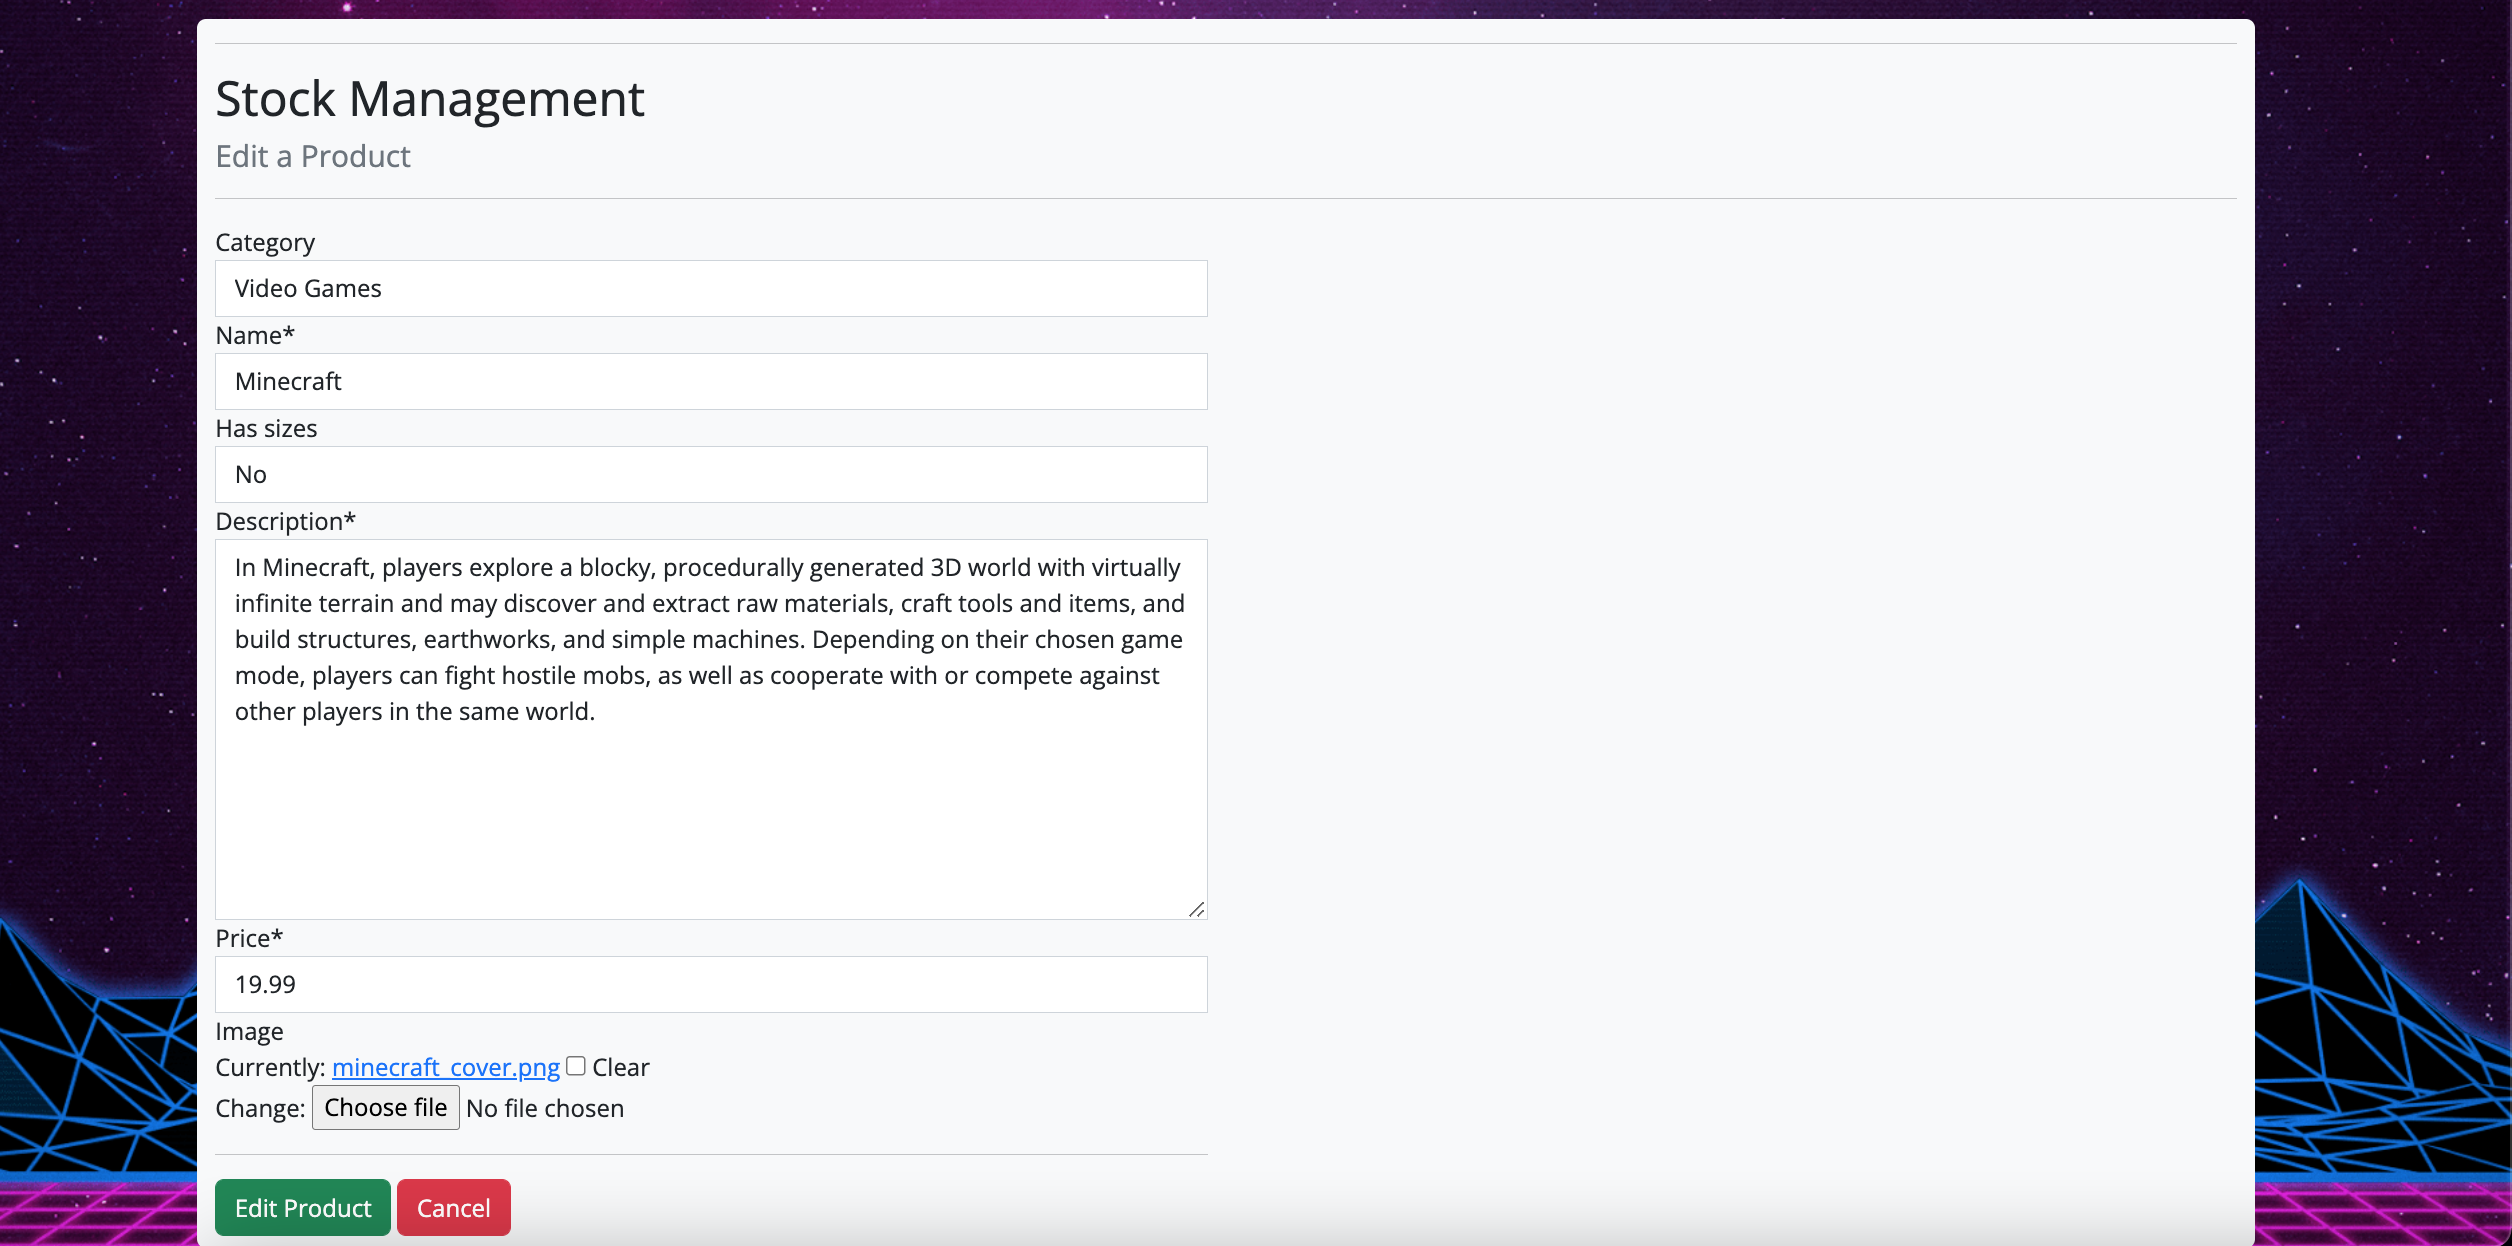 Stock Management
Edit a Product
Category
Video Games
Name*
Minecraft
Has sizes
No
Description*
In Minecraft, players explore a blocky, procedurally generated 3D world with virtually
infinite terrain and may discover and extract raw materials, craft tools and items, and
build structures, earthworks, and simple machines. Depending on their chosen game
mode, players can fight hostile mobs, as well as cooperate with or compete against
other players in the same world.
Price*
19.99
Image
Currently: minecraft_cover.png Clear
Change: Choose file No file chosen
Edit Product Cancel